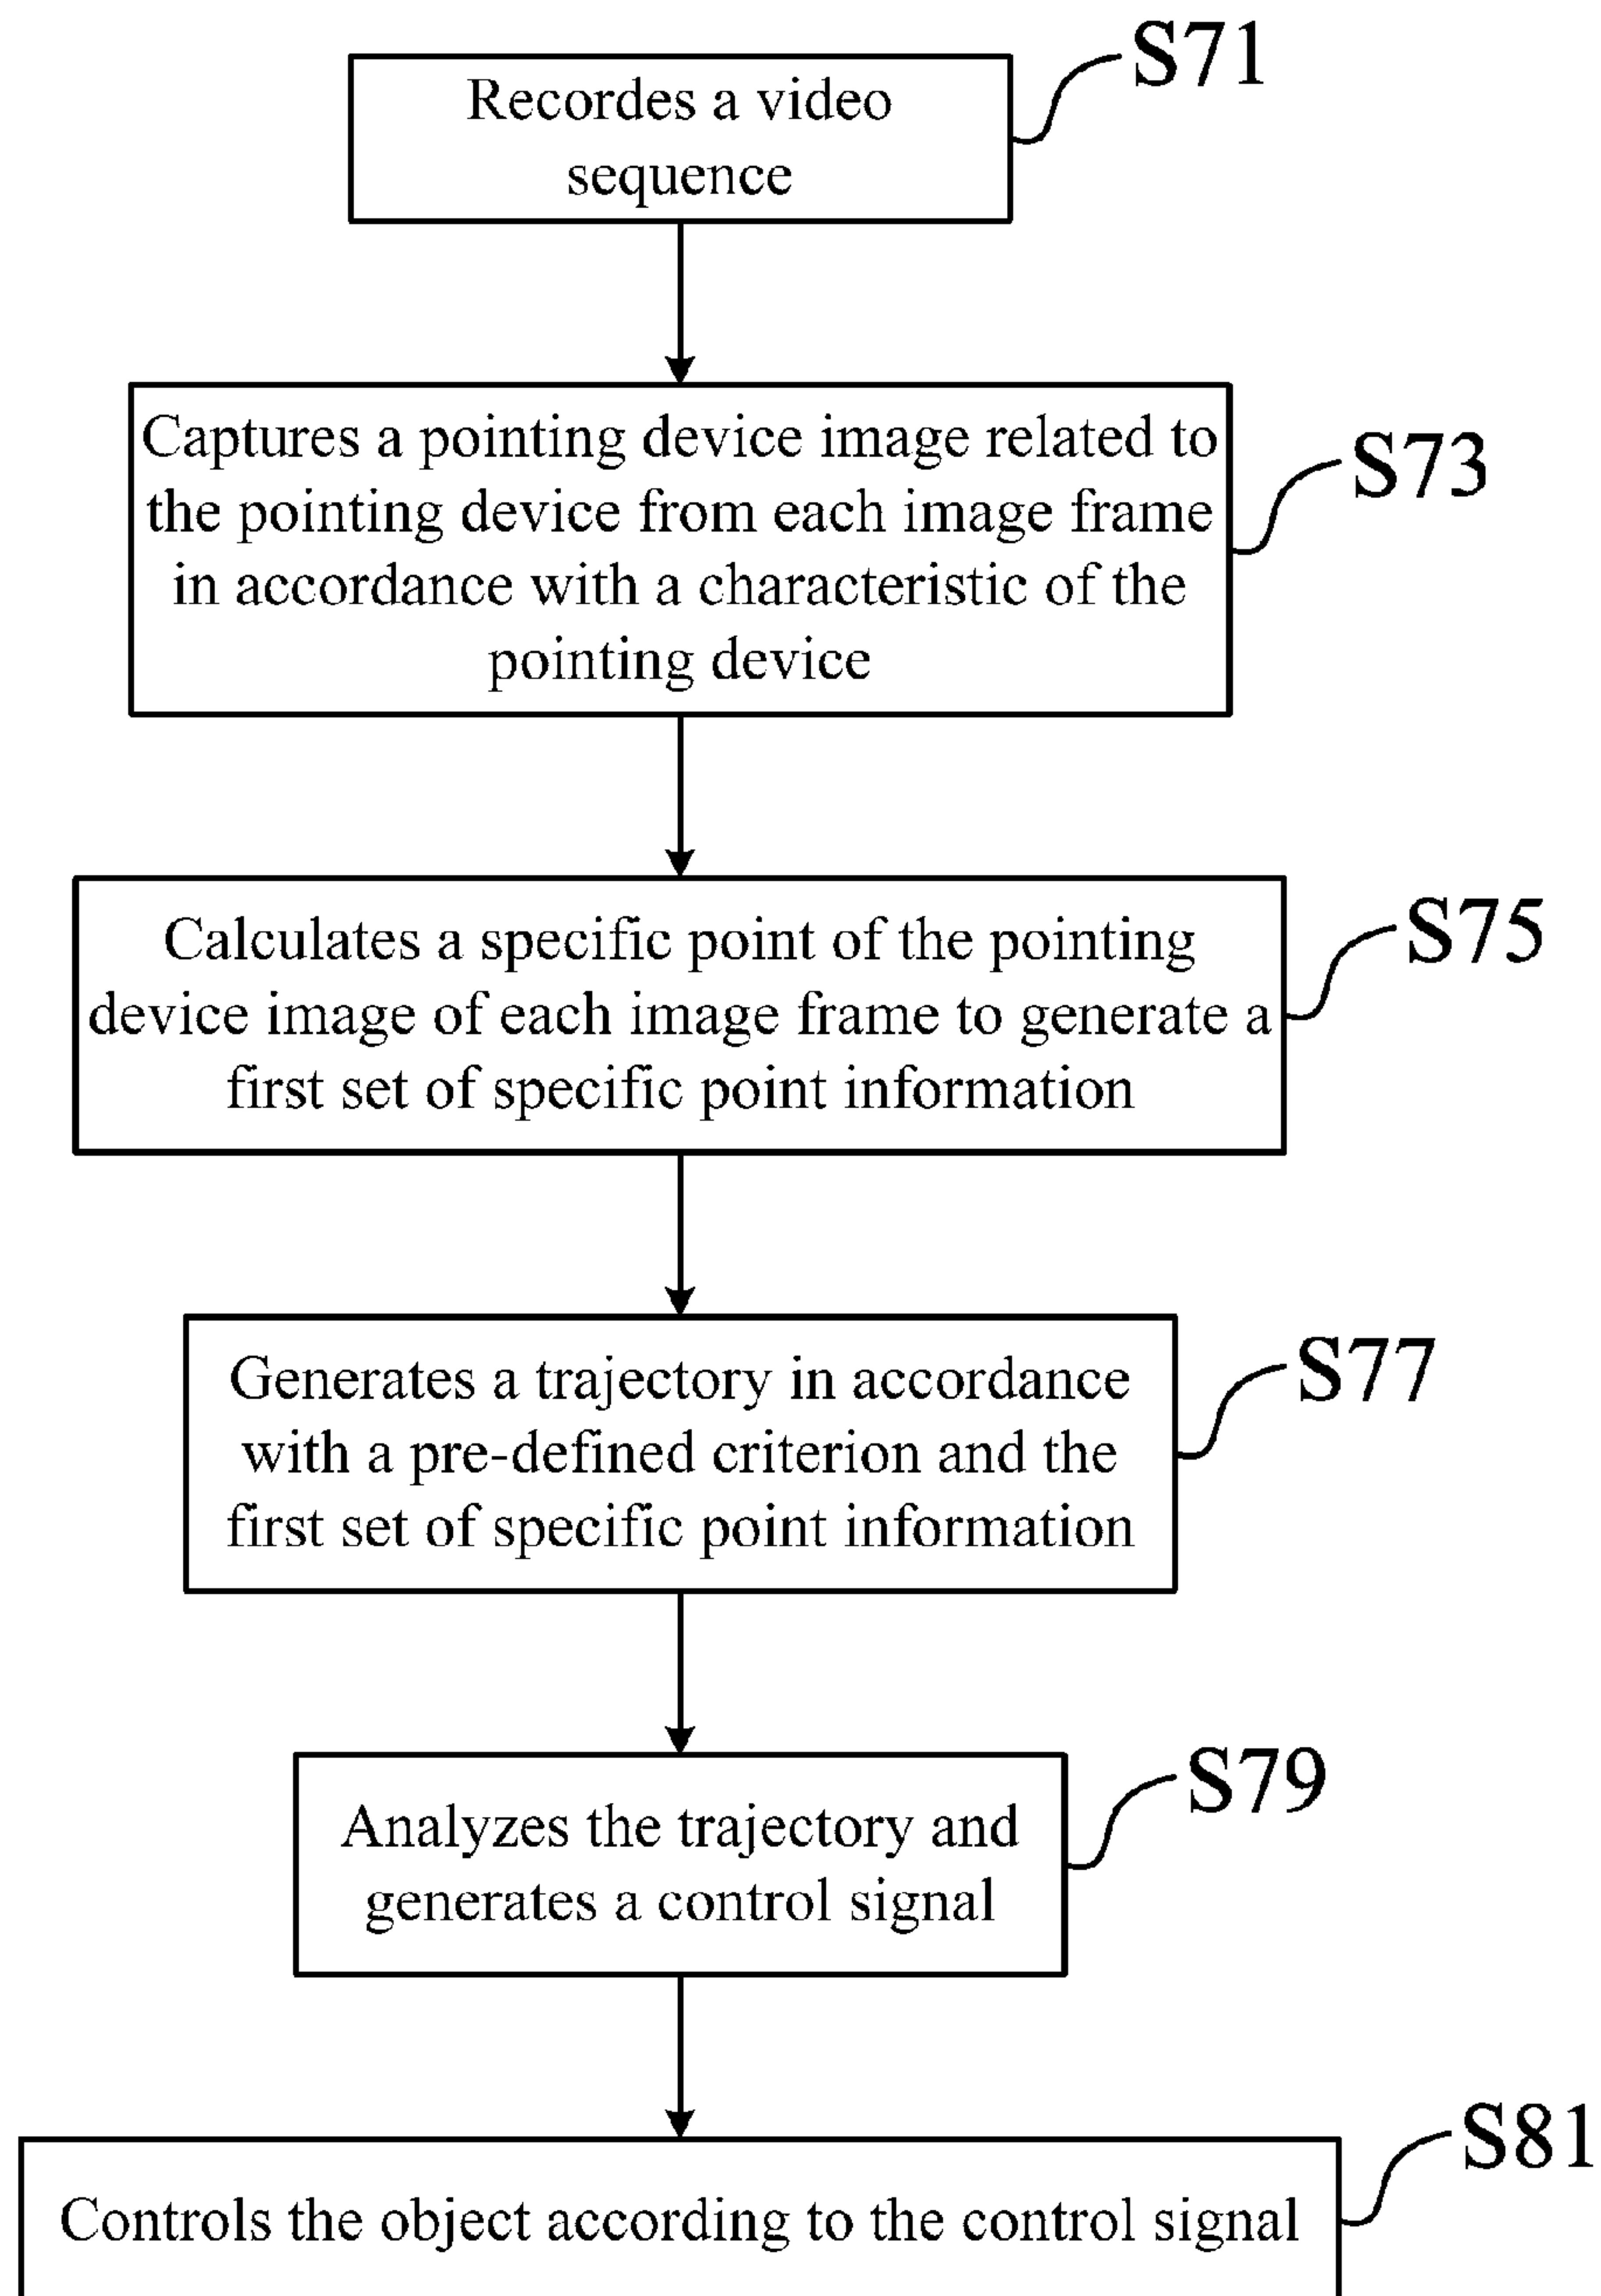 S71
Recordes a video
sequence
S73
Captures a pointing device image related to
the pointing device from each image frame
in accordance with a characteristic of the
pointing device
S75
Calculates a specific point of the pointing
device image of each image frame to generate a
first set of specific point information
S77
Generates a trajectory in accordance
with a pre-defined criterion and the
first set of specific point information
S79
Analyzes the trajectory and
generates a control signal
S81
Controls the object according to the control signal